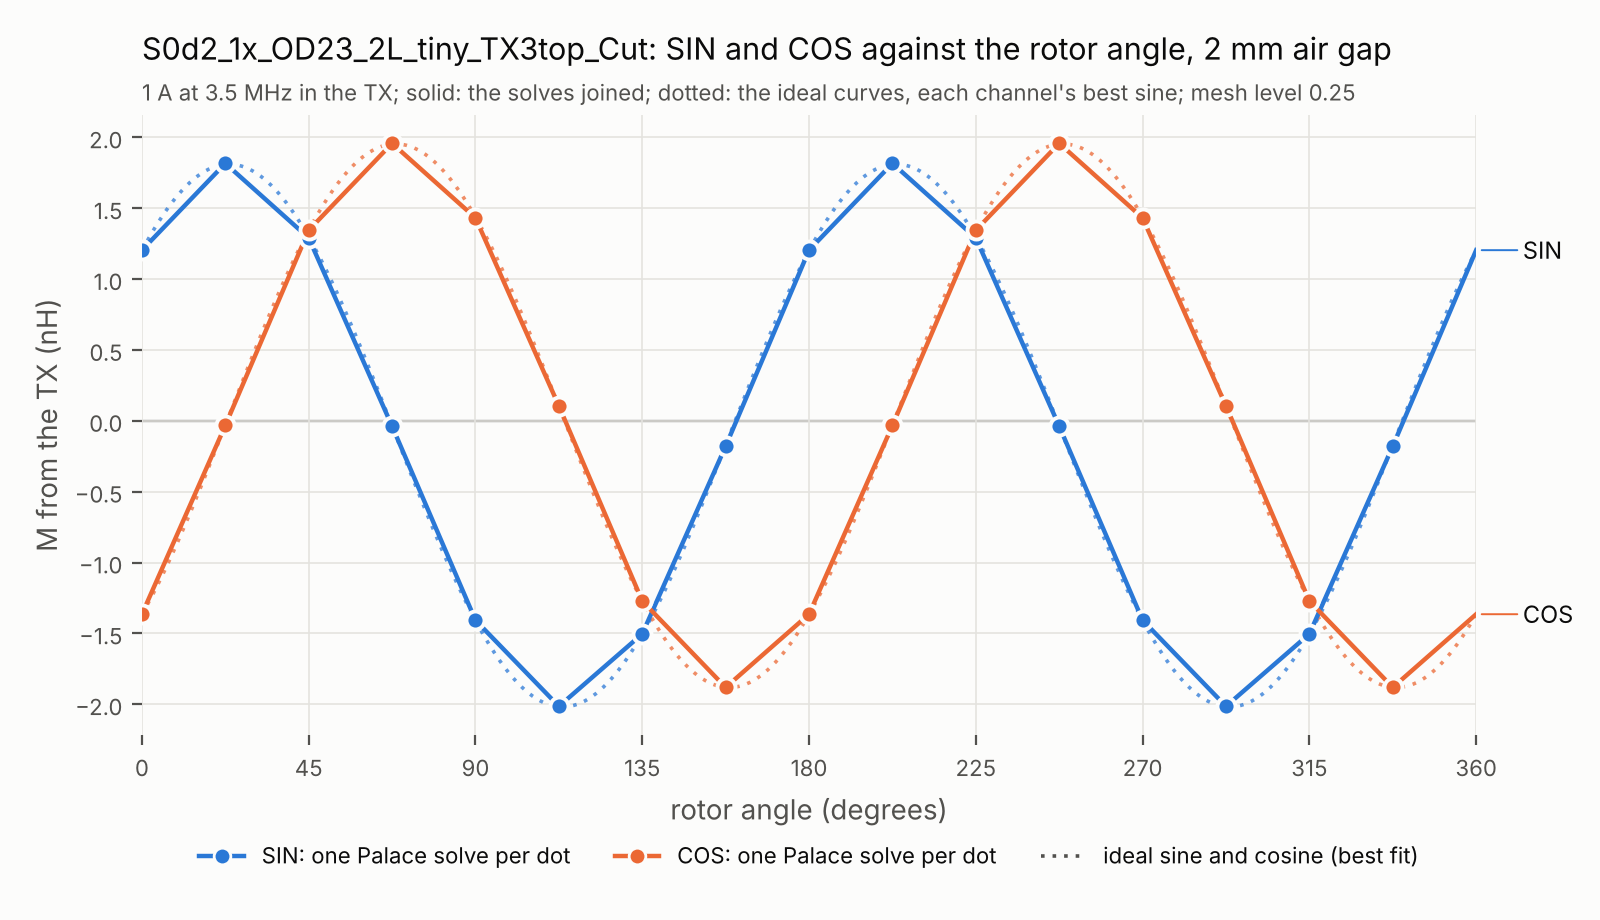 S0d2_1x_OD23_2L_tiny_TX3top_Cut: SIN and COS against the rotor angle, 2 mm air gap
1 A at 3.5 MHz in the TX; solid: the solves joined; dotted: the ideal curves, each channel's best sine; mesh level 0.25
M from the TX (nH)
2.0
1.5
1.0
0.5
0.0
−0.5
−1.0
−1.5
−2.0
SIN
COS
0 45 90 135 180 225 270 315 360
rotor angle (degrees)
SIN: one Palace solve per dot COS: one Palace solve per dot ideal sine and cosine (best fit)